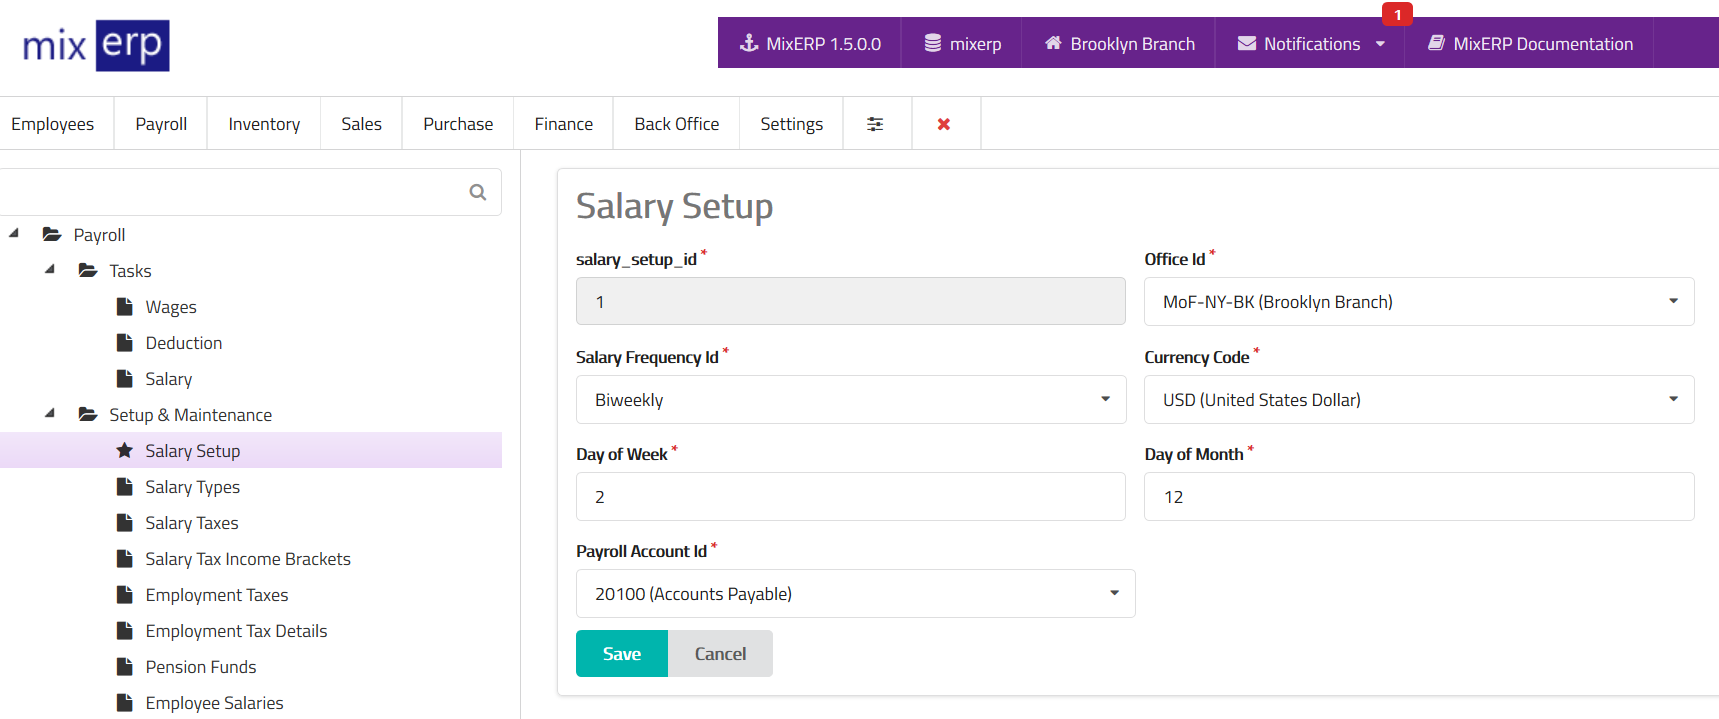 mix erp
1
MixERP 1.5.0.0 mixerp Brooklyn Branch Notifications MixERP Documentation
Employees Payroll Inventory Sales Purchase Finance Back Office Settings
Payroll
Tasks
Wages
Deduction
Salary
Setup & Maintenance
Salary Setup
Salary Types
Salary Taxes
Salary Tax Income Brackets
Employment Taxes
Employment Tax Details
Pension Funds
Employee Salaries
Salary Setup
salary_setup_id *
1
Office Id *
MoF-NY-BK (Brooklyn Branch)
Salary Frequency Id *
Biweekly
Currency Code *
USD (United States Dollar)
Day of Week *
2
Day of Month *
12
Payroll Account Id *
20100 (Accounts Payable)
Save Cancel